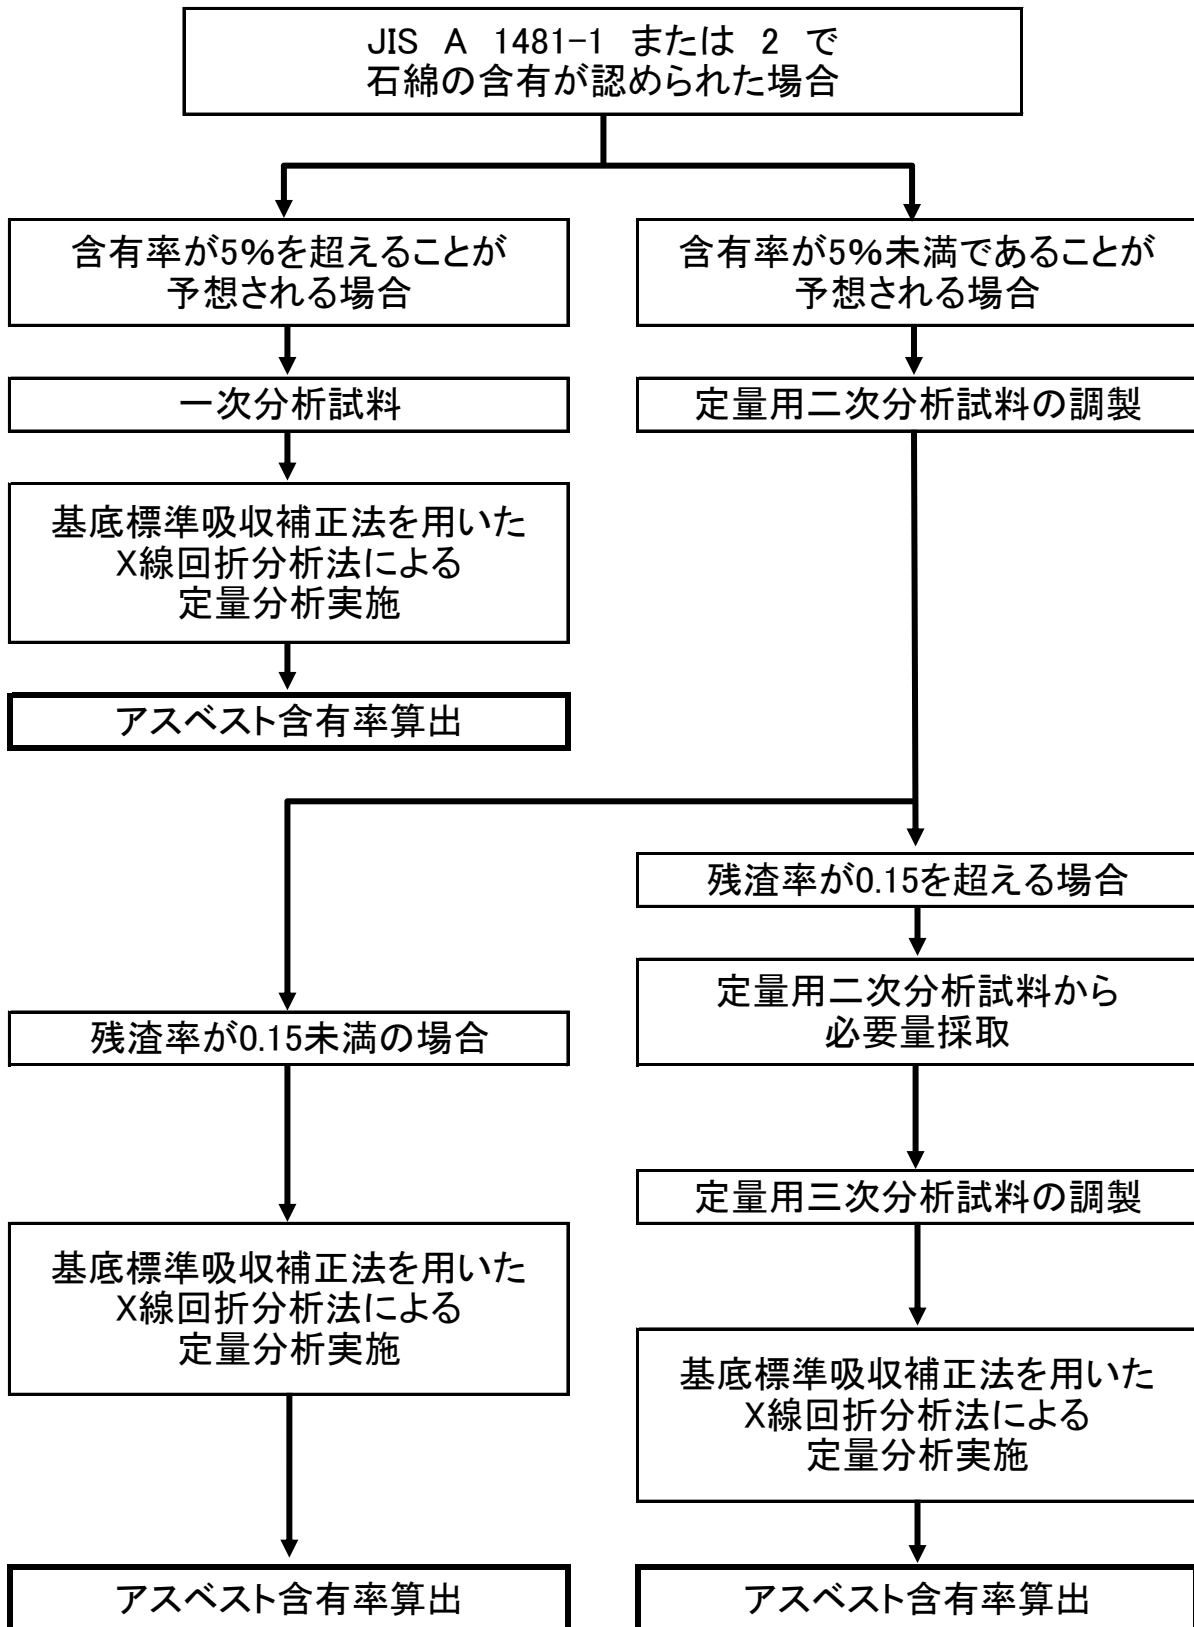 JIS A 1481-1 または 2 で
石綿の含有が認められた場合
含有率が5%を超えることが
予想される場合
含有率が5%未満であることが
予想される場合
一次分析試料
定量用二次分析試料の調製
基底標準吸収補正法を用いた
X線回折分析法による
定量分析実施
アスベスト含有率算出
残渣率が0.15を超える場合
定量用二次分析試料から
必要量採取
残渣率が0.15未満の場合
定量用三次分析試料の調製
基底標準吸収補正法を用いた
X線回折分析法による
定量分析実施
基底標準吸収補正法を用いた
X線回折分析法による
定量分析実施
アスベスト含有率算出
アスベスト含有率算出